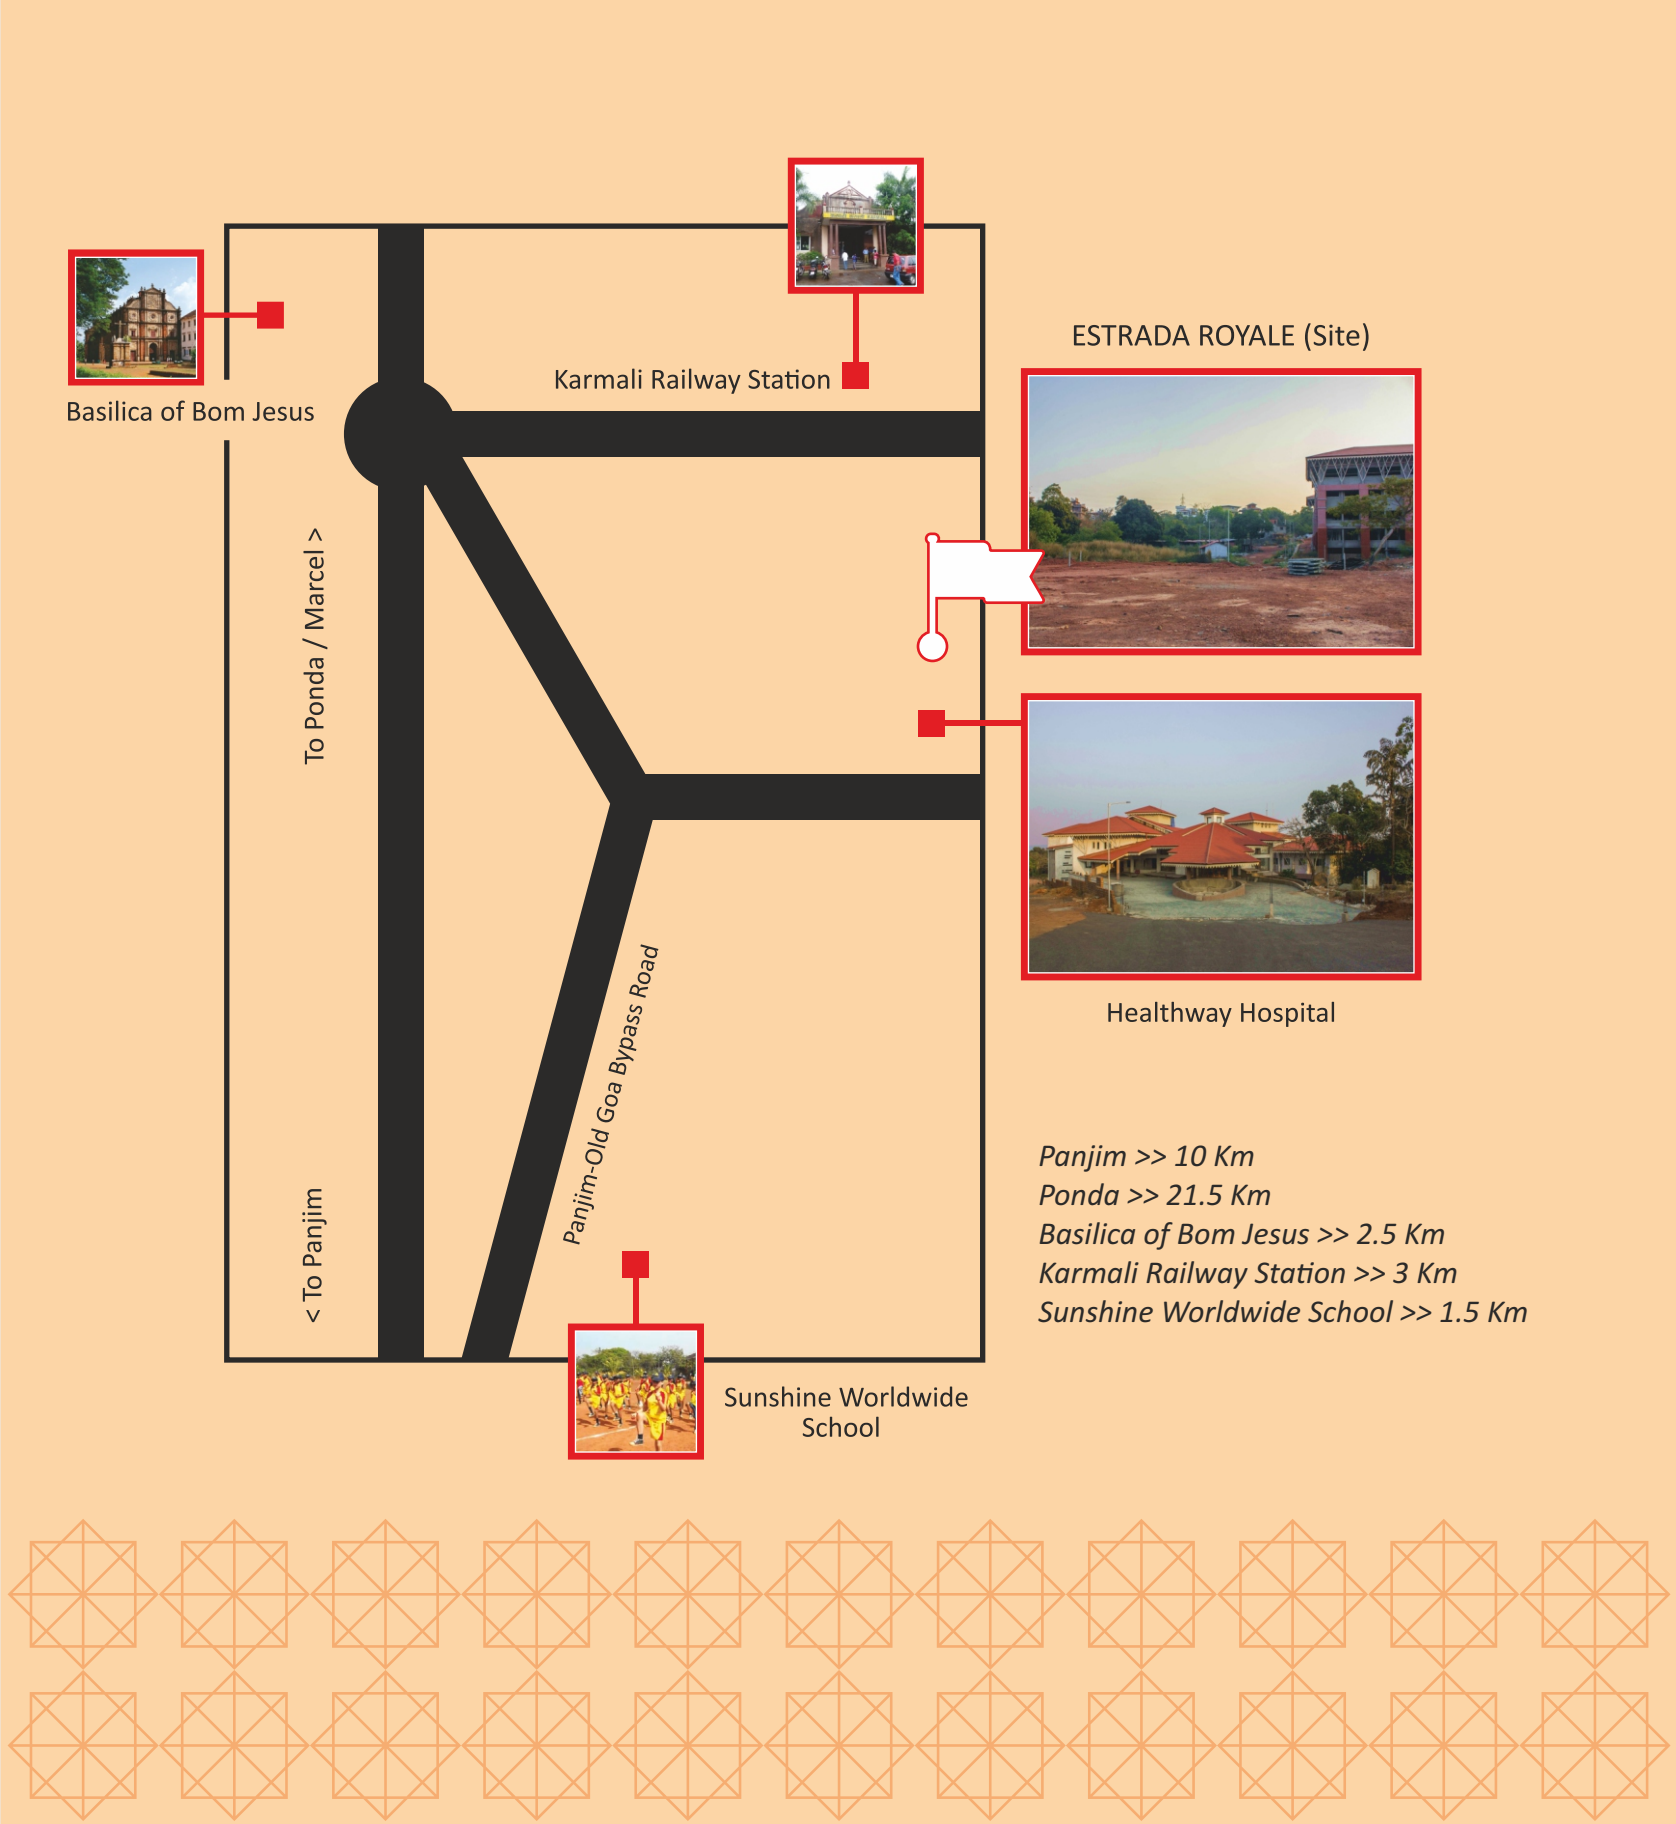 Karmali Railway Station
Basilica of Bom Jesus
ESTRADA ROYALE (Site)
To Ponda / Marcel >
< To Panjim
Panjim-Old Goa Bypass Road
Healthway Hospital
Panjim >> 10 Km
Ponda >> 21.5 Km
Basilica of Bom Jesus >> 2.5 Km
Karmali Railway Station >> 3 Km
Sunshine Worldwide School >> 1.5 Km
Sunshine Worldwide
School